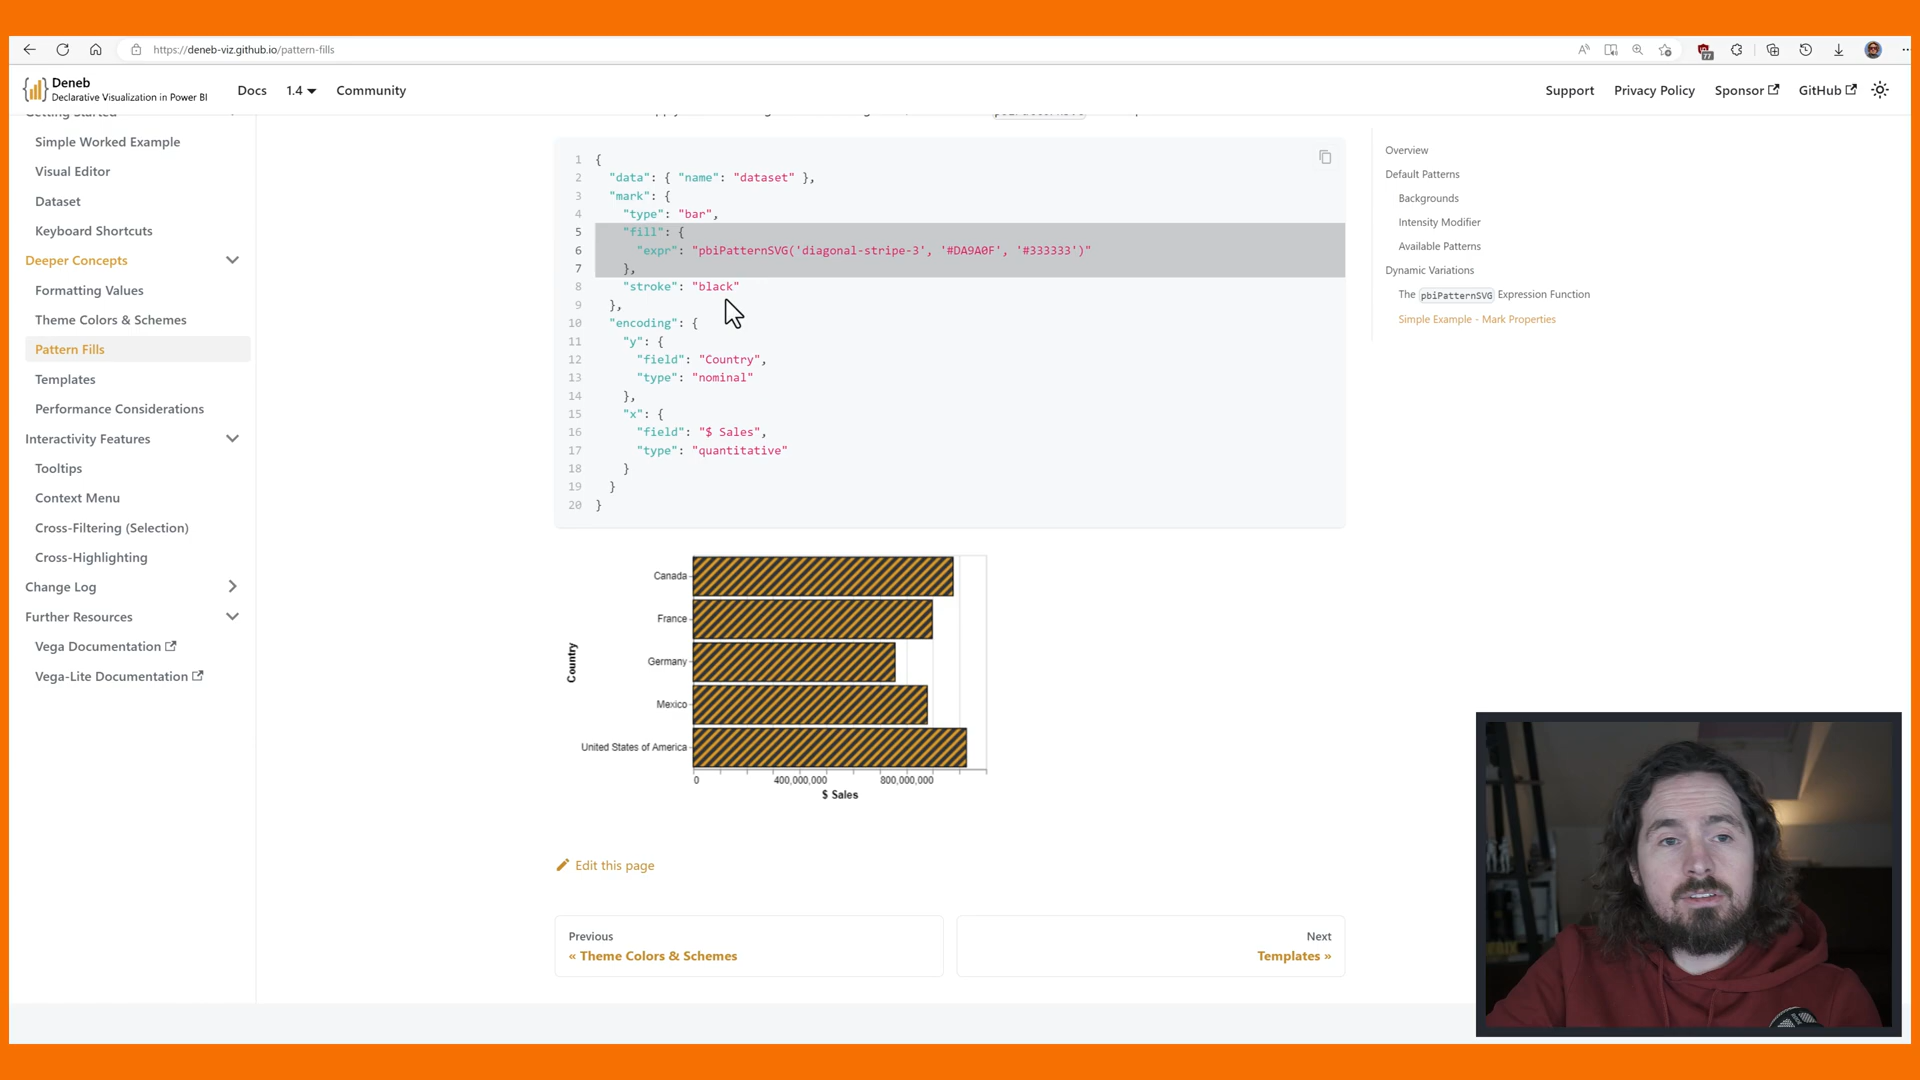 https://deneb-viz.github.io/pattern-fills
77
Deneb
Declarative Visualization in Power BI
Docs
1.4
Community
Support
Privacy Policy
Sponsor
GitHub
Getting Started
Simple Worked Example
Visual Editor
Dataset
Keyboard Shortcuts
Deeper Concepts
Formatting Values
Theme Colors & Schemes
Pattern Fills
Templates
Performance Considerations
Interactivity Features
Tooltips
Context Menu
Cross-Filtering (Selection)
Cross-Highlighting
Change Log
Further Resources
Vega Documentation
Vega-Lite Documentation
pbiPatternSVG
1 {
2 "data": { "name": "dataset" },
3 "mark": {
4 "type": "bar",
5 "fill": {
6 "expr": "pbiPatternSVG('diagonal-stripe-3', '#DA9A0F', '#333333')"
7 },
8 "stroke": "black"
9 },
10 "encoding": {
11 "y": {
12 "field": "Country",
13 "type": "nominal"
14 },
15 "x": {
16 "field": "$ Sales",
17 "type": "quantitative"
18 }
19 }
20 }
Canada
France
Germany
Mexico
United States of America
Country
0
400,000,000
800,000,000
$ Sales
Edit this page
Previous
« Theme Colors & Schemes
Next
Templates »
Overview
Default Patterns
Backgrounds
Intensity Modifier
Available Patterns
Dynamic Variations
The pbiPatternSVG Expression Function
Simple Example - Mark Properties